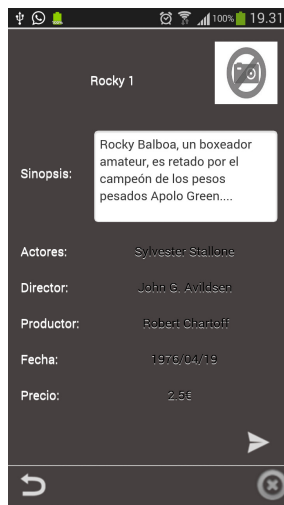 100% 19.31
Rocky 1
Sinopsis:
Rocky Balboa, un boxeador
amateur, es retado por el
campeón de los pesos
pesados Apolo Green....
Actores: Sylvester Stallone
Director: John G. Avildsen
Productor: Robert Chartoff
Fecha: 1976/04/19
Precio: 2.5€